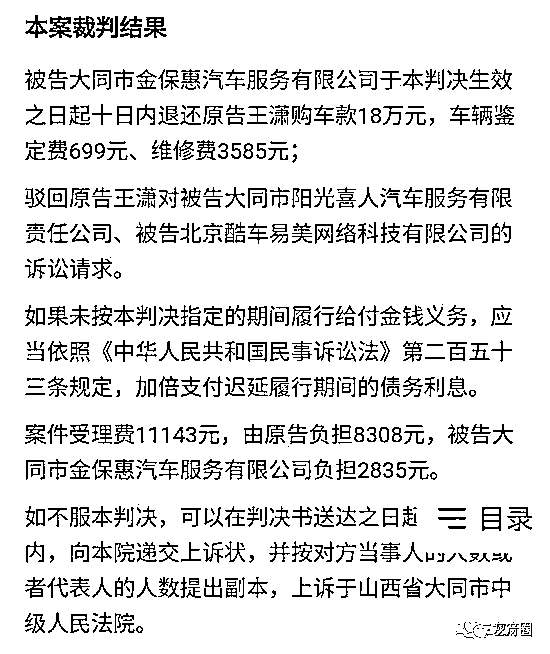 本案裁判结果
被告大同市金保惠汽车服务有限公司于本判决生效
之日起十日内退还原告王潇购车款18万元，车辆鉴
定费699元、维修费3585元；
驳回原告王潇对被告大同市阳光喜人汽车服务有限
责任公司、被告北京酷车易美网络科技有限公司的
诉讼请求。
如果未按本判决指定的期间履行给付金钱义务，应
当依照《中华人民共和国民事诉讼法》第二百五十
三条规定，加倍支付迟延履行期间的债务利息。
案件受理费11143元，由原告负担8308元，被告大
同市金保惠汽车服务有限公司负担2835元。
如不服本判决，可以在判决书送达之日起
目录
内，向本院递交上诉状，并按对方当事人的人数或
者代表人的人数提出副本，上诉于山西省大同市中
级人民法院。